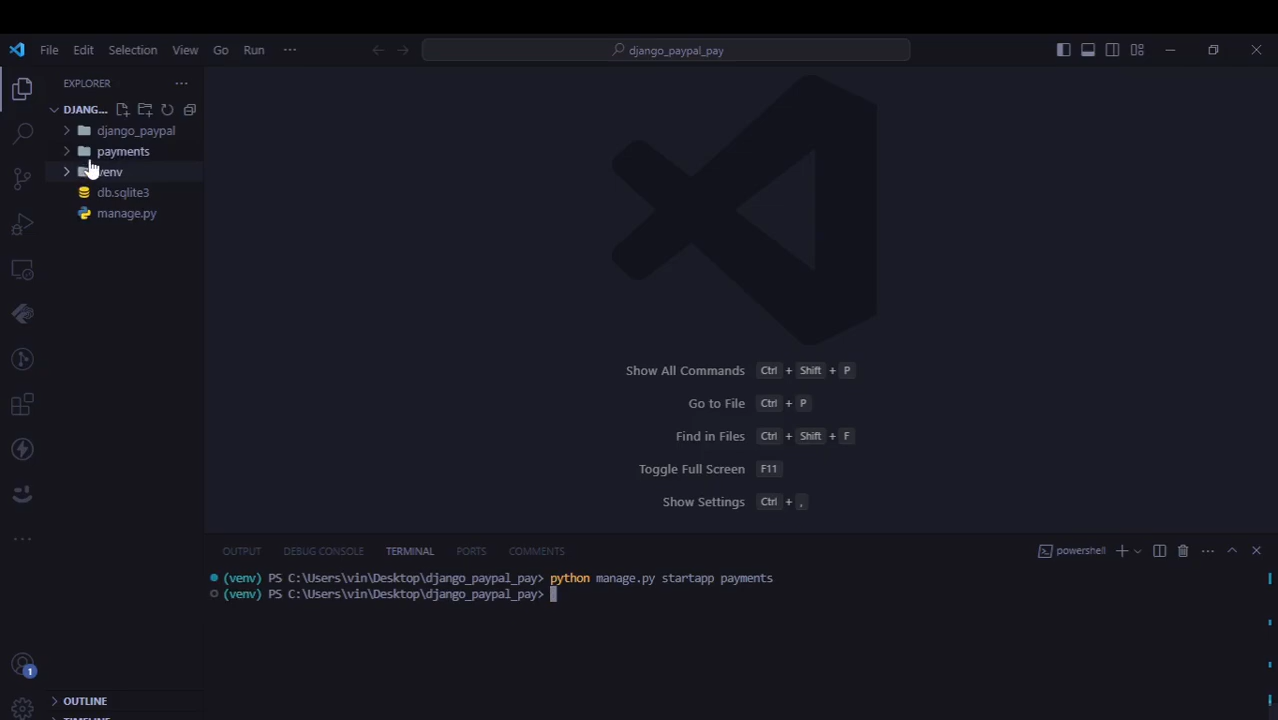 File Edit Selection View Go Run ···
django_paypal_pay
EXPLORER ···
DJANG...
django_paypal
payments
venv
db.sqlite3
manage.py
Show All Commands Ctrl + Shift + P
Go to File Ctrl + P
Find in Files Ctrl + Shift + F
Toggle Full Screen F11
Show Settings Ctrl + ,
OUTPUT DEBUG CONSOLE TERMINAL PORTS COMMENTS powershell
(venv) PS C:\Users\vin\Desktop\django_paypal_pay> python manage.py startapp payments
(venv) PS C:\Users\vin\Desktop\django_paypal_pay>
1
OUTLINE